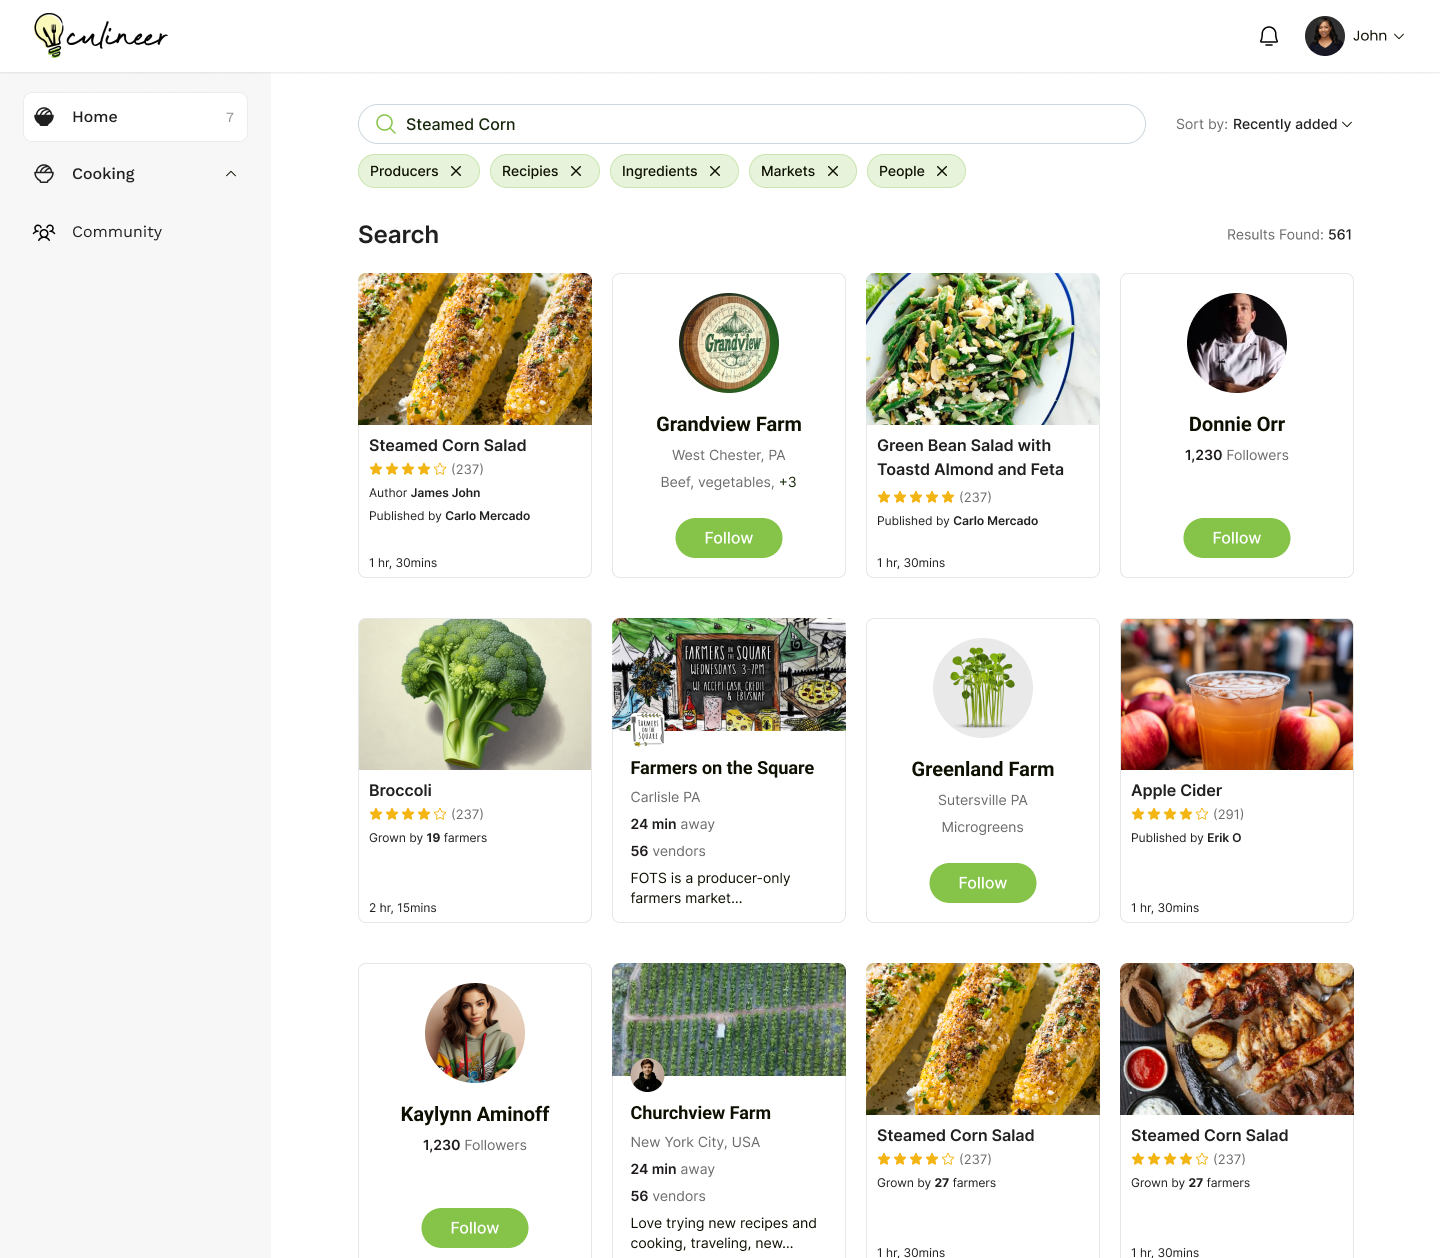 culineer
John
Home 7
Cooking
Community
Steamed Corn
Sort by: Recently added
Producers
Recipies
Ingredients
Markets
People
Search
Results Found: 561
Steamed Corn Salad
(237)
Author James John
Published by Carlo Mercado
1 hr, 30mins
Grandview
Grandview Farm
West Chester, PA
Beef, vegetables, +3
Follow
Green Bean Salad with
Toastd Almond and Feta
(237)
Published by Carlo Mercado
1 hr, 30mins
Donnie Orr
1,230 Followers
Follow
Broccoli
(237)
Grown by 19 farmers
2 hr, 15mins
FARMERS ON THE SQUARE
WEDNESDAYS 3-7PM
WE ACCEPT CASH, CREDIT
& EBT/SNAP
FARMERS
ON THE
SQUARE
Farmers on the Square
Carlisle PA
24 min away
56 vendors
FOTS is a producer-only
farmers market...
Greenland Farm
Sutersville PA
Microgreens
Follow
Apple Cider
(291)
Published by Erik O
1 hr, 30mins
Kaylynn Aminoff
1,230 Followers
Follow
Churchview Farm
New York City, USA
24 min away
56 vendors
Love trying new recipes and
cooking, traveling, new...
Steamed Corn Salad
(237)
Grown by 27 farmers
1 hr, 30mins
Steamed Corn Salad
(237)
Grown by 27 farmers
1 hr, 30mins